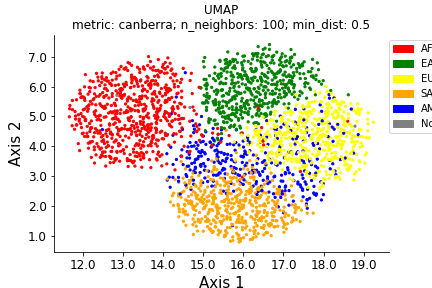 UMAP
metric: canberra; n_neighbors: 100; min_dist: 0.5
7.0
6.0
5.0
4.0
3.0
2.0
1.0
Axis 2
12.0 13.0 14.0 15.0 16.0 17.0 18.0 19.0
Axis 1
AF
EA
EU
SA
AM
No